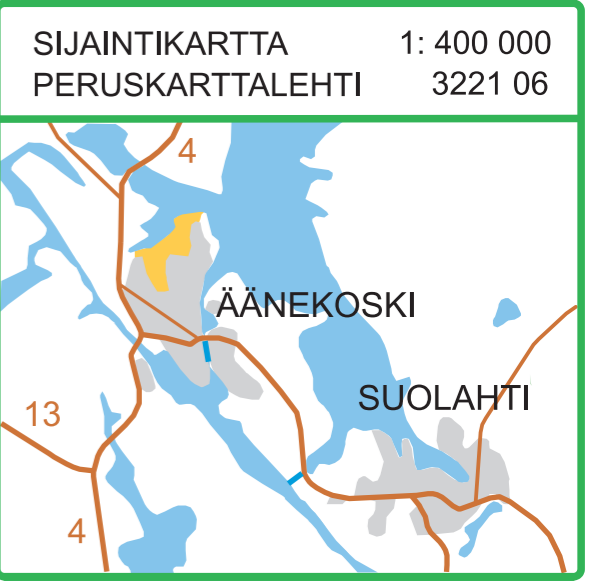 SIJAINTIKARTTA 1: 400 000
PERUSKARTTALEHTI 3221 06
4
ÄÄNEKOSKI
SUOLAHTI
13
4